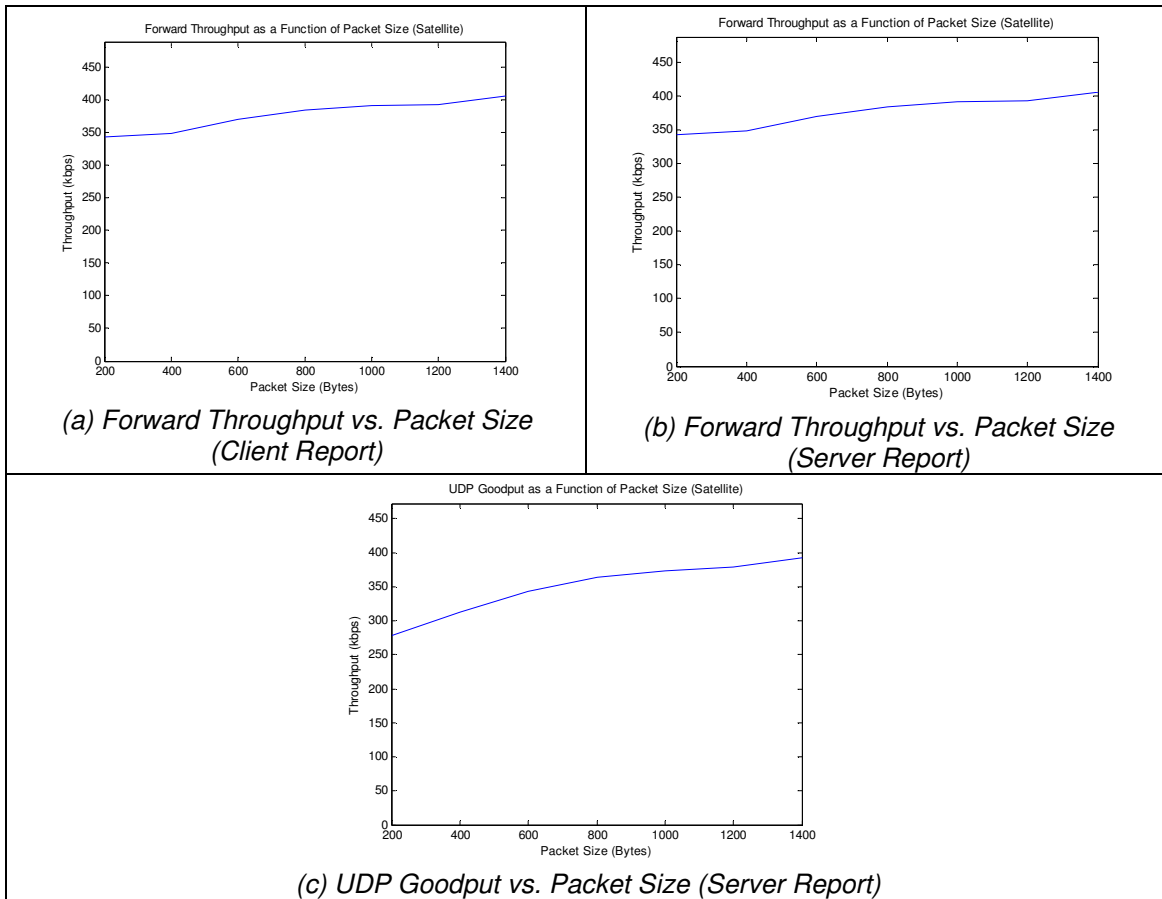 Forward Throughput as a Function of Packet Size (Satellite)
450
400
350
300
250
200
150
100
50
0
Throughput (kbps)
200 400 600 800 1000 1200 1400
Packet Size (Bytes)
(a) Forward Throughput vs. Packet Size
(Client Report)
Forward Throughput as a Function of Packet Size (Satellite)
450
400
350
300
250
200
150
100
50
0
Throughput (kbps)
200 400 600 800 1000 1200 1400
Packet Size (Bytes)
(b) Forward Throughput vs. Packet Size
(Server Report)
UDP Goodput as a Function of Packet Size (Satellite)
450
400
350
300
250
200
150
100
50
0
Throughput (kbps)
200 400 600 800 1000 1200 1400
Packet Size (Bytes)
(c) UDP Goodput vs. Packet Size (Server Report)